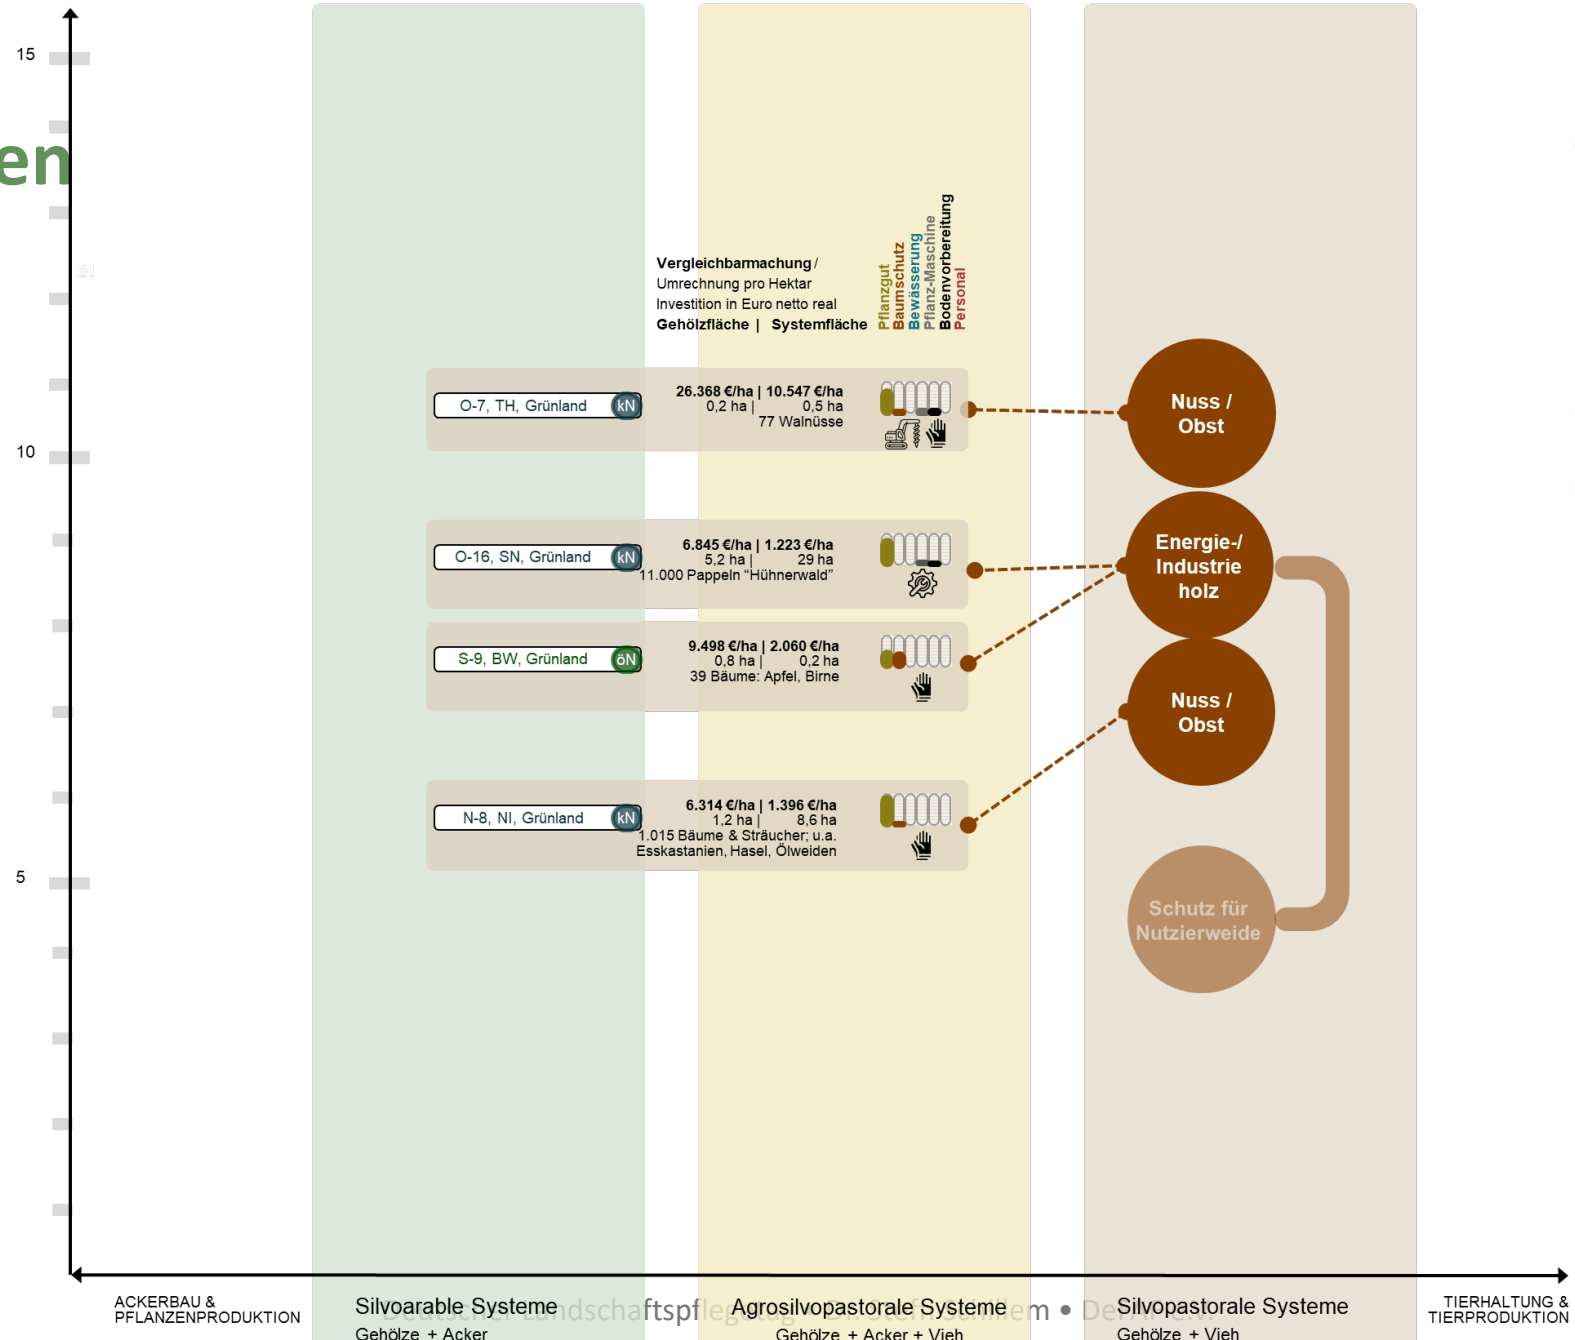 15
en
kN
Vergleichbarmachung /
Umrechnung pro Hektar
Investition in Euro netto real
Gehölzfläche | Systemfläche
Pflanzgut
Baumschutz
Bewässerung
Pflanz-Maschine
Bodenvorbereitung
Personal
O-7, TH, Grünland kN
26.368 €/ha | 10.547 €/ha
0,2 ha | 0,5 ha
77 Walnüsse
Nuss /
Obst
10
O-16, SN, Grünland kN
6.845 €/ha | 1.223 €/ha
5,2 ha | 29 ha
11.000 Pappeln “Hühnerwald”
Energie-/
Industrie
holz
S-9, BW, Grünland öN
9.498 €/ha | 2.060 €/ha
0,8 ha | 0,2 ha
39 Bäume: Apfel, Birne
Nuss /
Obst
N-8, NI, Grünland kN
6.314 €/ha | 1.396 €/ha
1,2 ha | 8,6 ha
1.015 Bäume & Sträucher; u.a.
Esskastanien, Hasel, Ölweiden
5
Schutz für
Nutzierweide
ACKERBAU &
PFLANZENPRODUKTION
Silvoarable Systeme
Gehölze + Acker
Agrosilvopastorale Systeme
Gehölze + Acker + Vieh
Silvopastorale Systeme
Gehölze + Vieh
TIERHALTUNG &
TIERPRODUKTION
Deutscher Landschaftspflegetag •